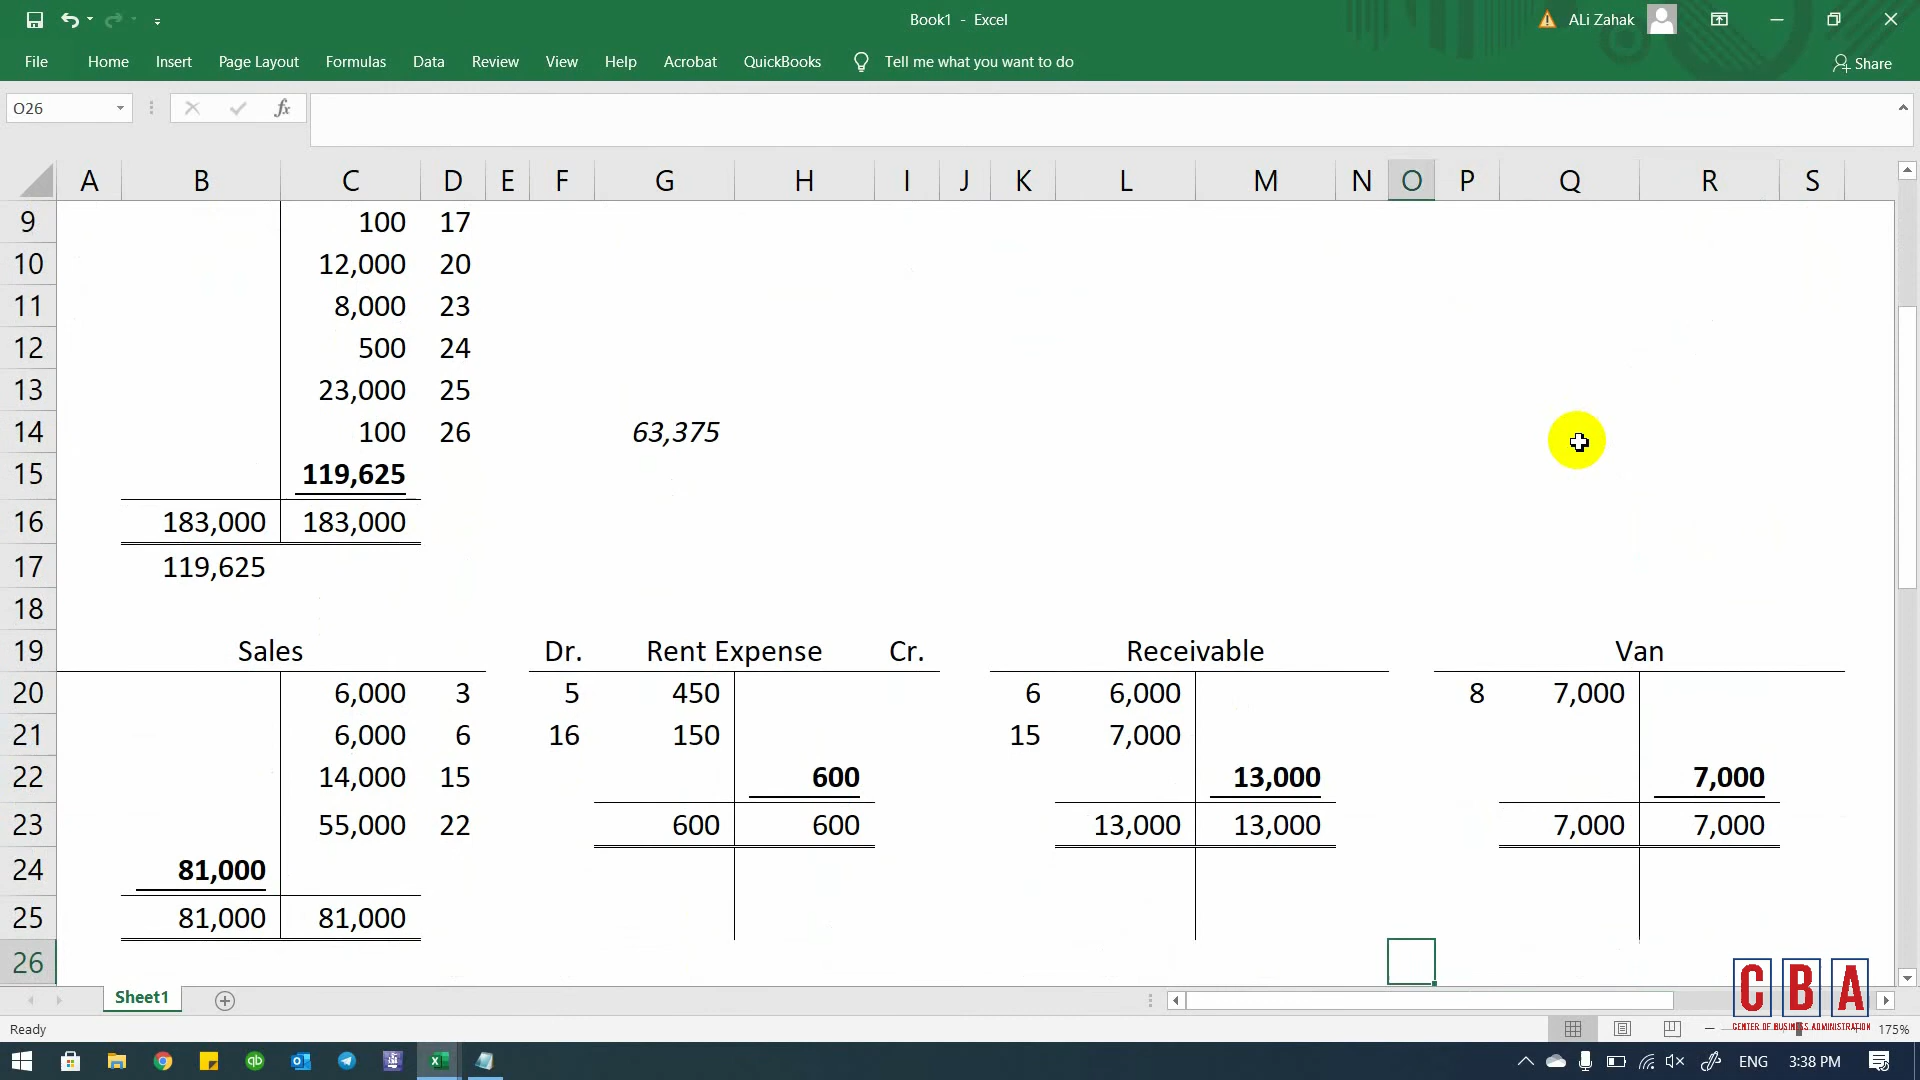 Book1 - Excel
ALi Zahak
File Home Insert Page Layout Formulas Data Review View Help Acrobat QuickBooks Tell me what you want to do Share
O26 fx
A B C D E F G H I J K L M N O P Q R S
9 100 17
10 12,000 20
11 8,000 23
12 500 24
13 23,000 25
14 100 26 63,375
15 119,625
16 183,000 183,000
17 119,625
18
19 Sales Dr. Rent Expense Cr. Receivable Van
20 6,000 3 5 450 6 6,000 8 7,000
21 6,000 6 16 150 15 7,000
22 14,000 15 600 13,000 7,000
23 55,000 22 600 600 13,000 13,000 7,000 7,000
24 81,000
25 81,000 81,000
26
Sheet1
CBA
CENTER OF BUSINESS ADMINISTRATION
Ready 175%
ENG 3:38 PM